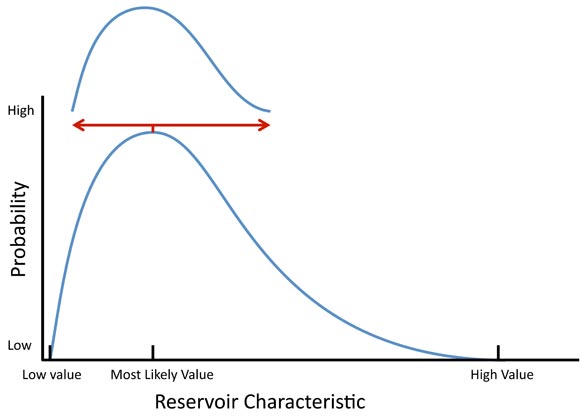 High
Probability
Low
Low value
Most Likely Value
High Value
Reservoir Characteristic